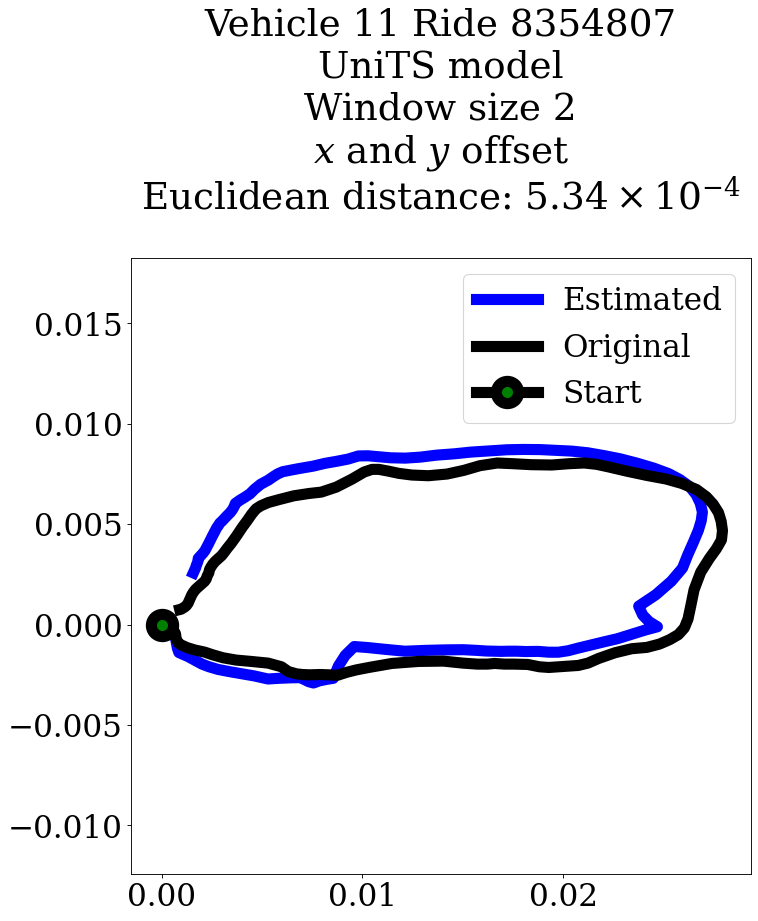 Vehicle 11 Ride 8354807
UniTS model
Window size 2
x and y offset
Euclidean distance: 5.34 × 10⁻⁴
Estimated
Original
Start
0.015
0.010
0.005
0.000
−0.005
−0.010
0.00 0.01 0.02